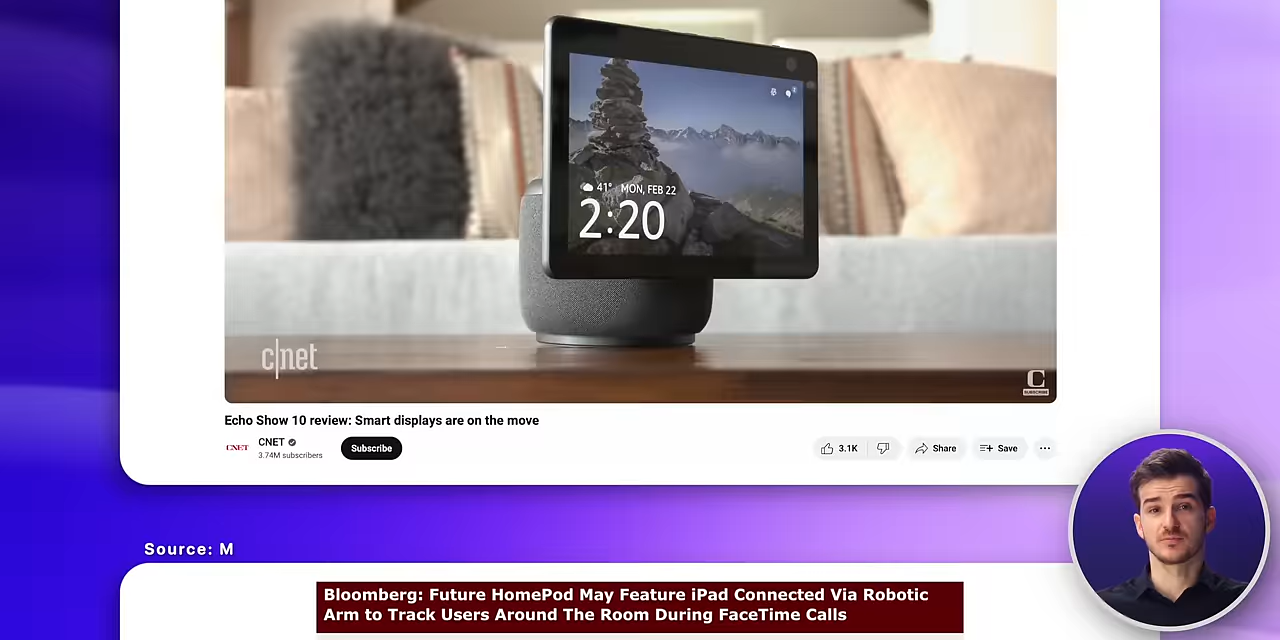 41° MON, FEB 22
2:20
c|net
C
SUBSCRIBE
Echo Show 10 review: Smart displays are on the move
CNET
CNET
3.74M subscribers
Subscribe
3.1K
Share
Save
Source: M
Bloomberg: Future HomePod May Feature iPad Connected Via Robotic
Arm to Track Users Around The Room During FaceTime Calls